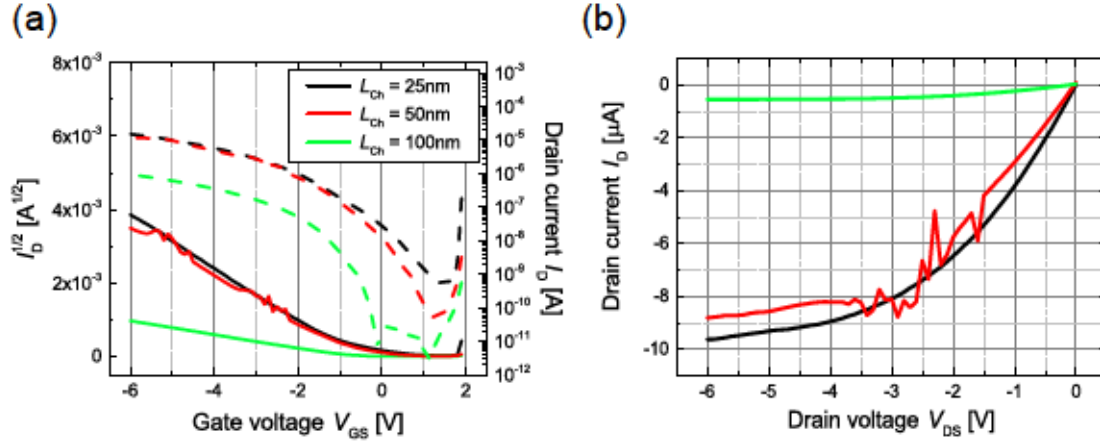 (a)
8x10⁻³
6x10⁻³
4x10⁻³
2x10⁻³
0
I_D^1/2 [A^1/2]
L_Ch = 25nm
L_Ch = 50nm
L_Ch = 100nm
10⁻³
10⁻⁴
10⁻⁵
10⁻⁶
10⁻⁷
10⁻⁸
10⁻⁹
10⁻¹⁰
10⁻¹¹
10⁻¹²
Drain current I_D [A]
-6 -4 -2 0 2
Gate voltage V_GS [V]
(b)
0
-2
-4
-6
-8
-10
Drain current I_D [µA]
-6 -5 -4 -3 -2 -1 0
Drain voltage V_DS [V]